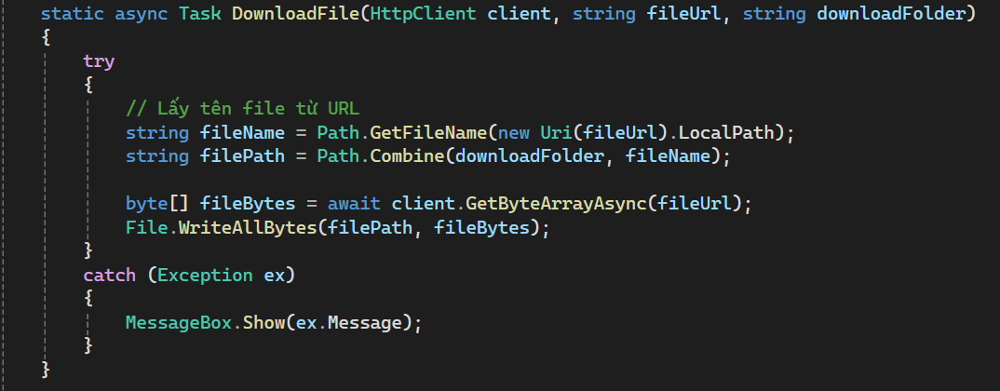 static async Task DownloadFile(HttpClient client, string fileUrl, string downloadFolder)
{
try
{
// Lấy tên file từ URL
string fileName = Path.GetFileName(new Uri(fileUrl).LocalPath);
string filePath = Path.Combine(downloadFolder, fileName);
byte[] fileBytes = await client.GetByteArrayAsync(fileUrl);
File.WriteAllBytes(filePath, fileBytes);
}
catch (Exception ex)
{
MessageBox.Show(ex.Message);
}
}